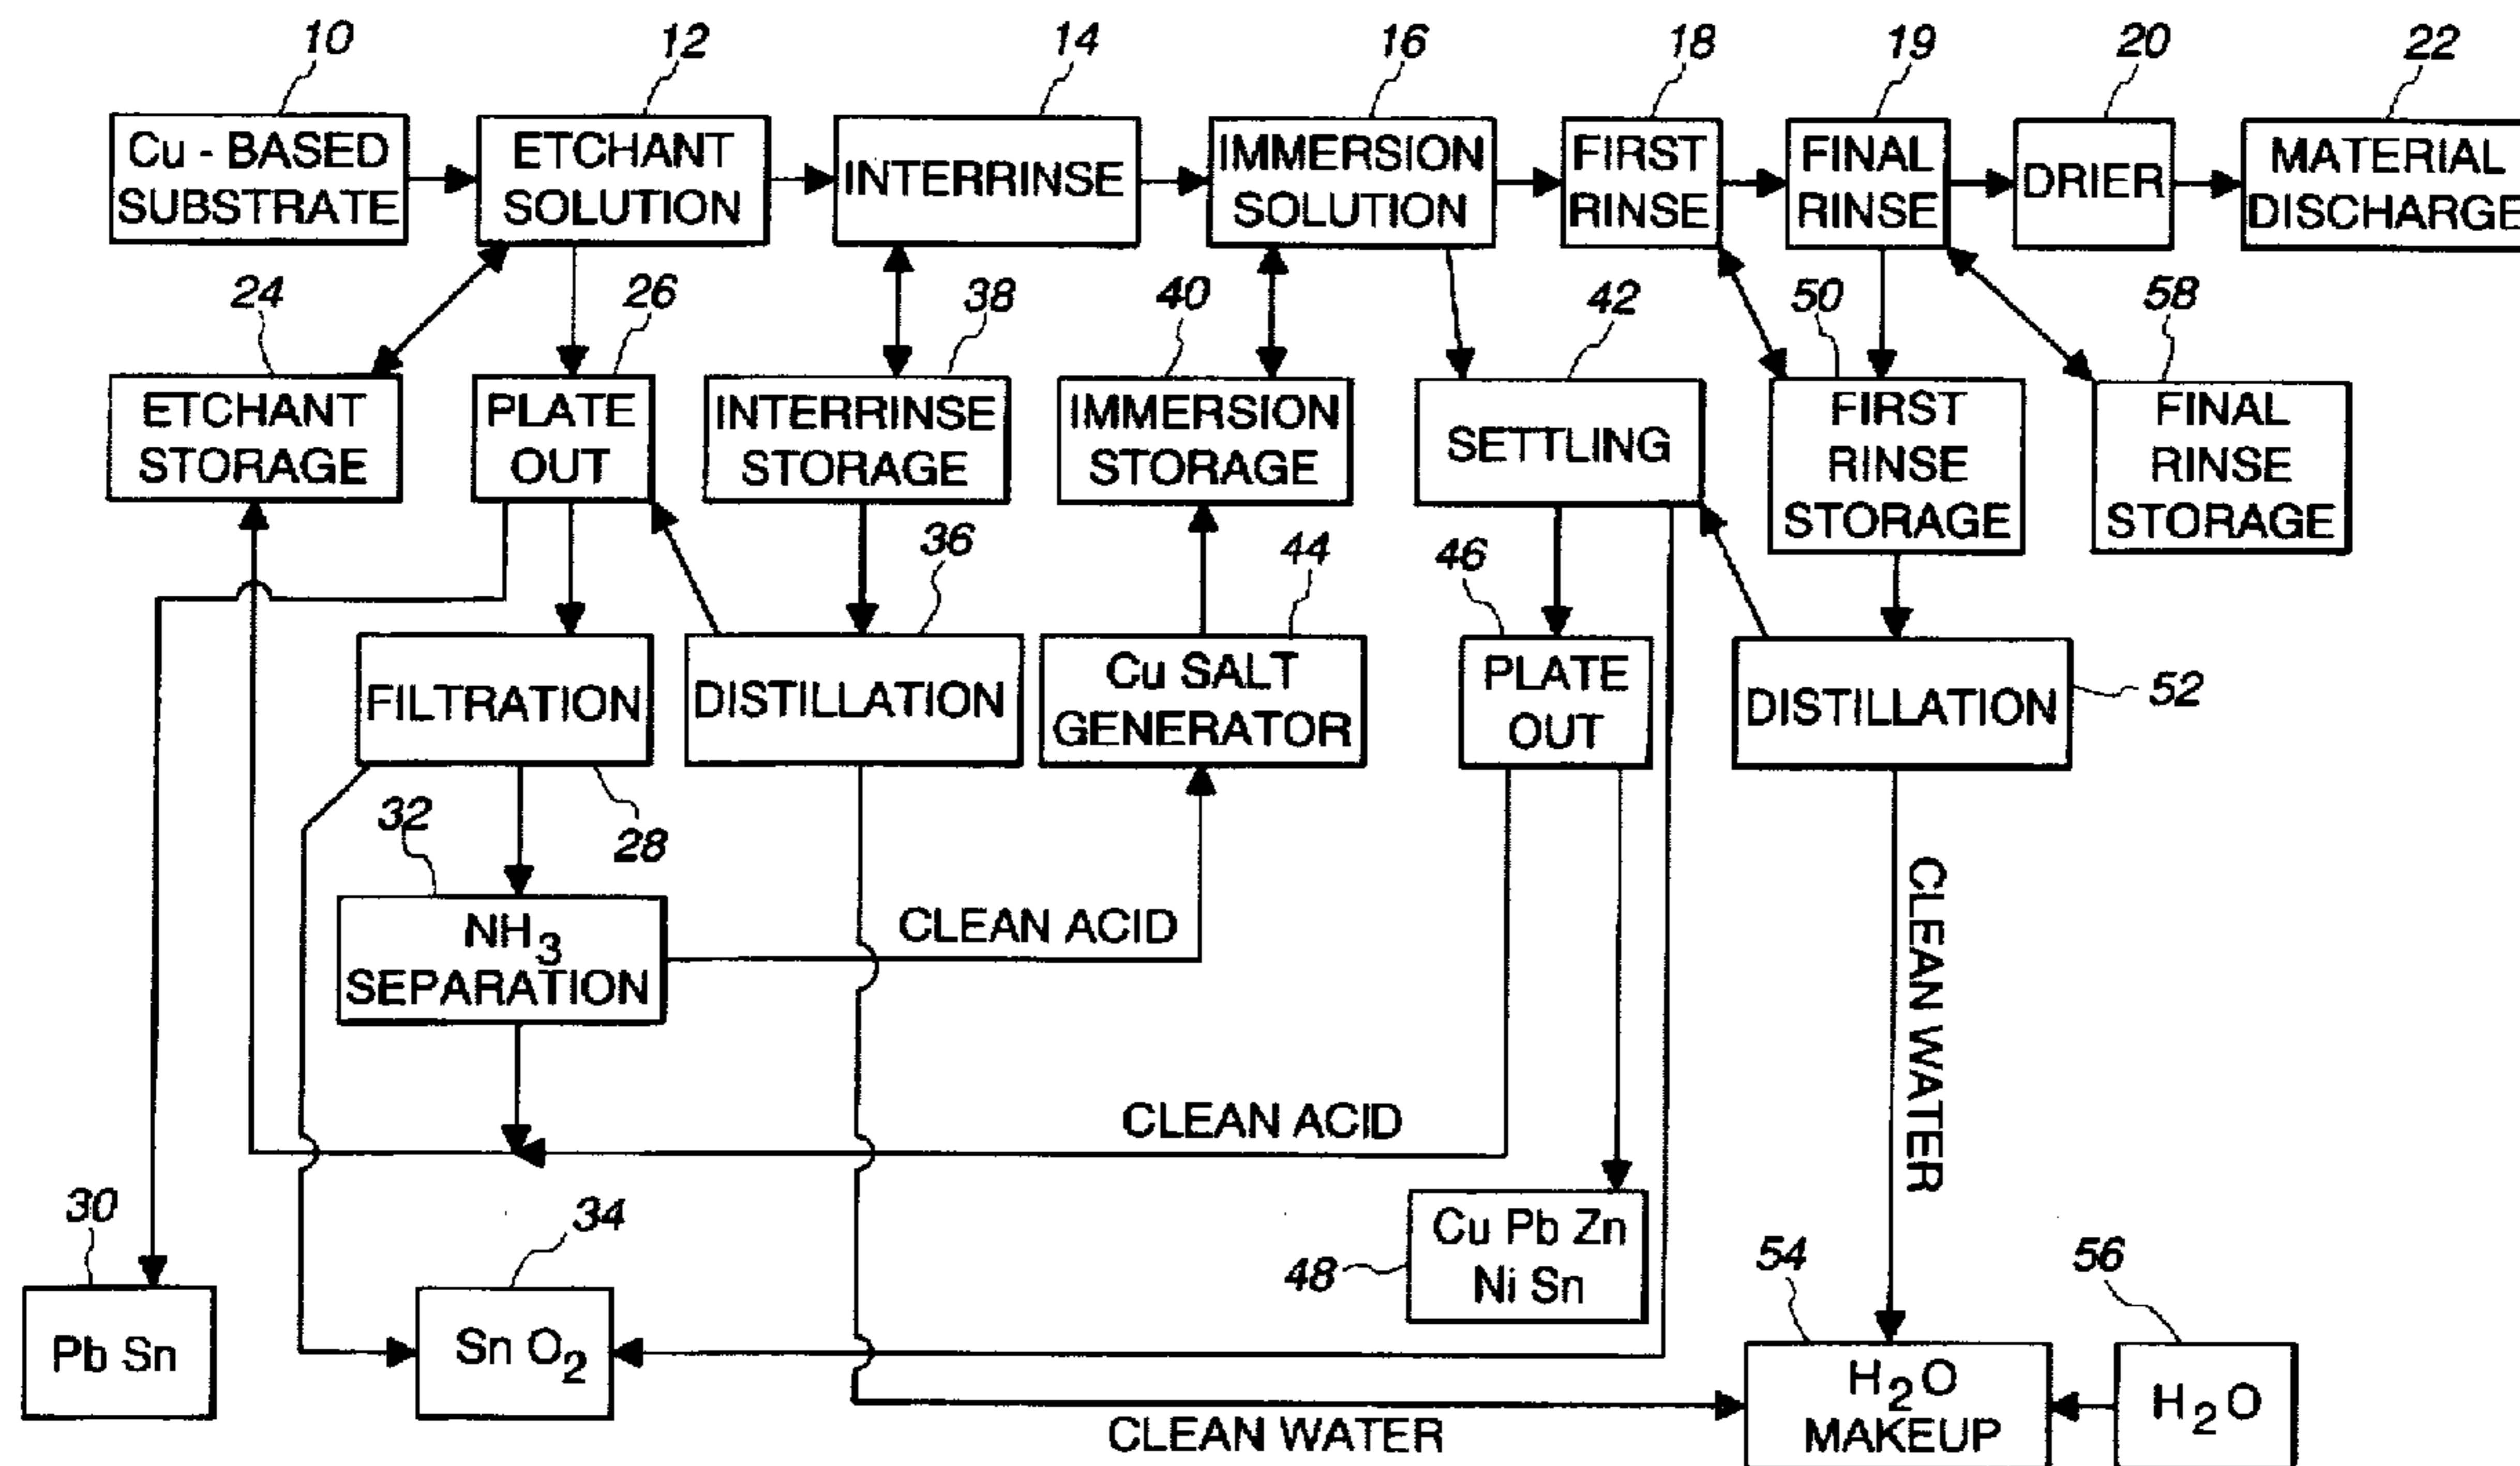 10
12
14
16
18
19
20
22
Cu - BASED
SUBSTRATE
ETCHANT
SOLUTION
INTERRINSE
IMMERSION
SOLUTION
FIRST
RINSE
FINAL
RINSE
DRIER
MATERIAL
DISCHARGE
24
26
38
40
42
50
58
ETCHANT
STORAGE
PLATE
OUT
INTERRINSE
STORAGE
IMMERSION
STORAGE
SETTLING
FIRST
RINSE
STORAGE
FINAL
RINSE
STORAGE
36
44
46
FILTRATION
DISTILLATION
Cu SALT
GENERATOR
PLATE
OUT
DISTILLATION
52
32
28
NH3
SEPARATION
CLEAN ACID
CLEAN WATER
CLEAN ACID
30
34
48
Cu Pb Zn
Ni Sn
54
56
Pb Sn
Sn O2
H2O
MAKEUP
H2O
CLEAN WATER